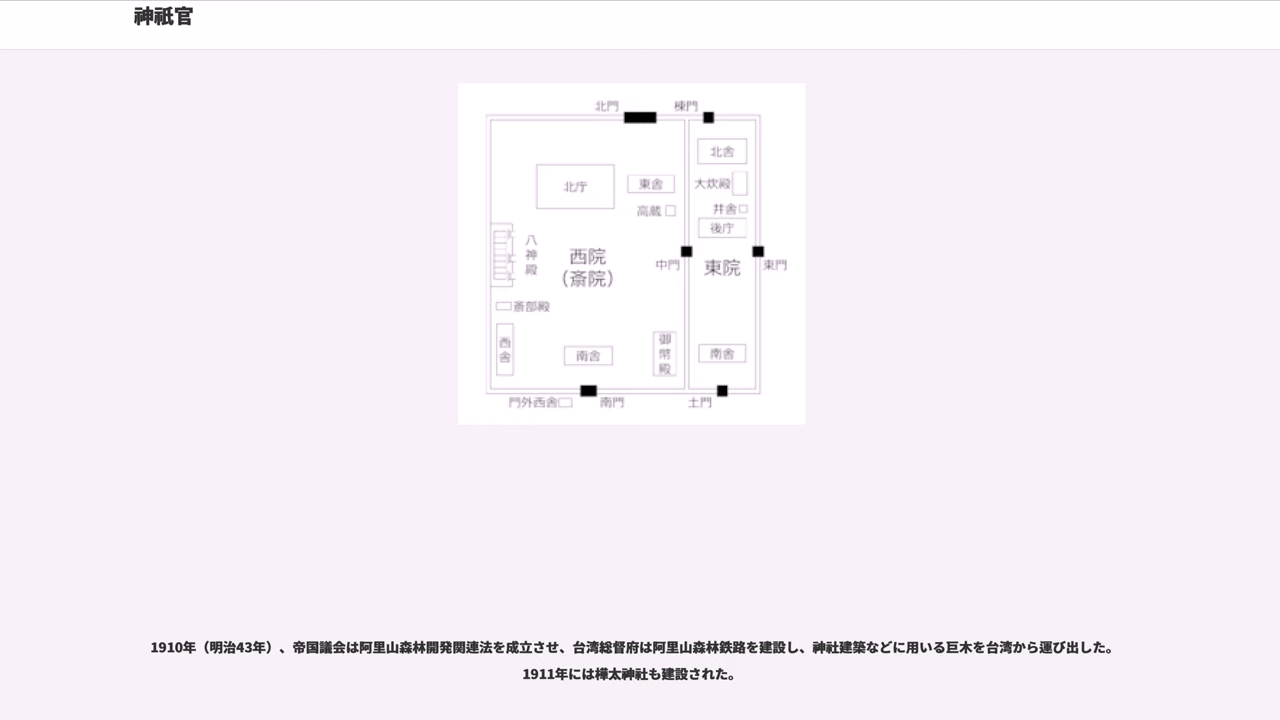 神祇官
北門
棟門
北舎
北庁
東舎
大炊殿
高蔵
井舎
後庁
八神殿
西院
（斎院）
中門
東院
東門
斎部殿
西舎
南舎
御幣殿
南舎
門外西舎
南門
土門
1910年（明治43年）、帝国議会は阿里山森林開発関連法を成立させ、台湾総督府は阿里山森林鉄路を建設し、神社建築などに用いる巨木を台湾から運び出した。
1911年には樺太神社も建設された。